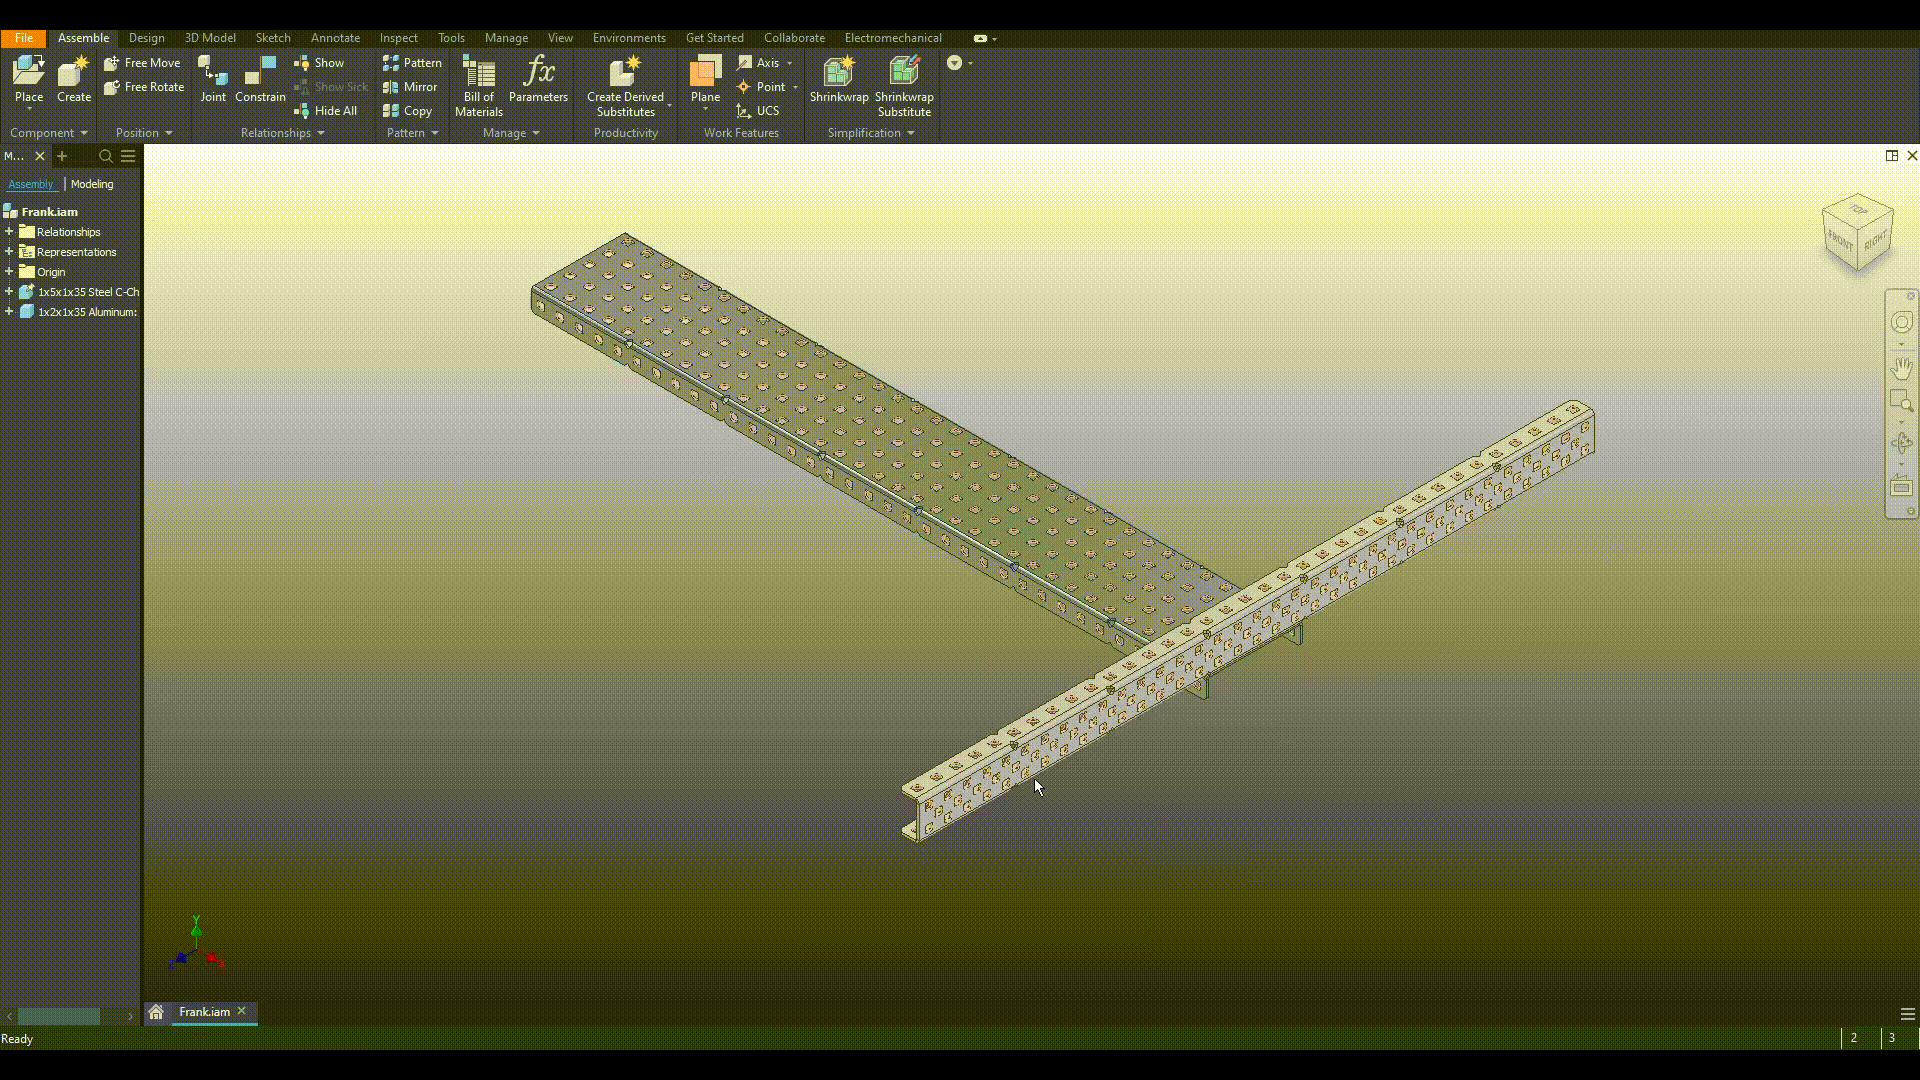 File Assemble Design 3D Model Sketch Annotate Inspect Tools Manage View Environments Get Started Collaborate Electromechanical
Place
Create
Free Move
Free Rotate
Joint
Constrain
Show
Show Sick
Hide All
Pattern
Mirror
Copy
Bill of
Materials
Parameters
Create Derived
Substitutes
Plane
Axis
Point
UCS
Shrinkwrap
Shrinkwrap
Substitute
Component Position Relationships Pattern Manage Productivity Work Features Simplification
M...
Assembly | Modeling
Frank.iam
Relationships
Representations
Origin
1x5x1x35 Steel C-Ch
1x2x1x35 Aluminum:
TOP
FRONT RIGHT
Y
Z X
Frank.iam
Ready
2 3